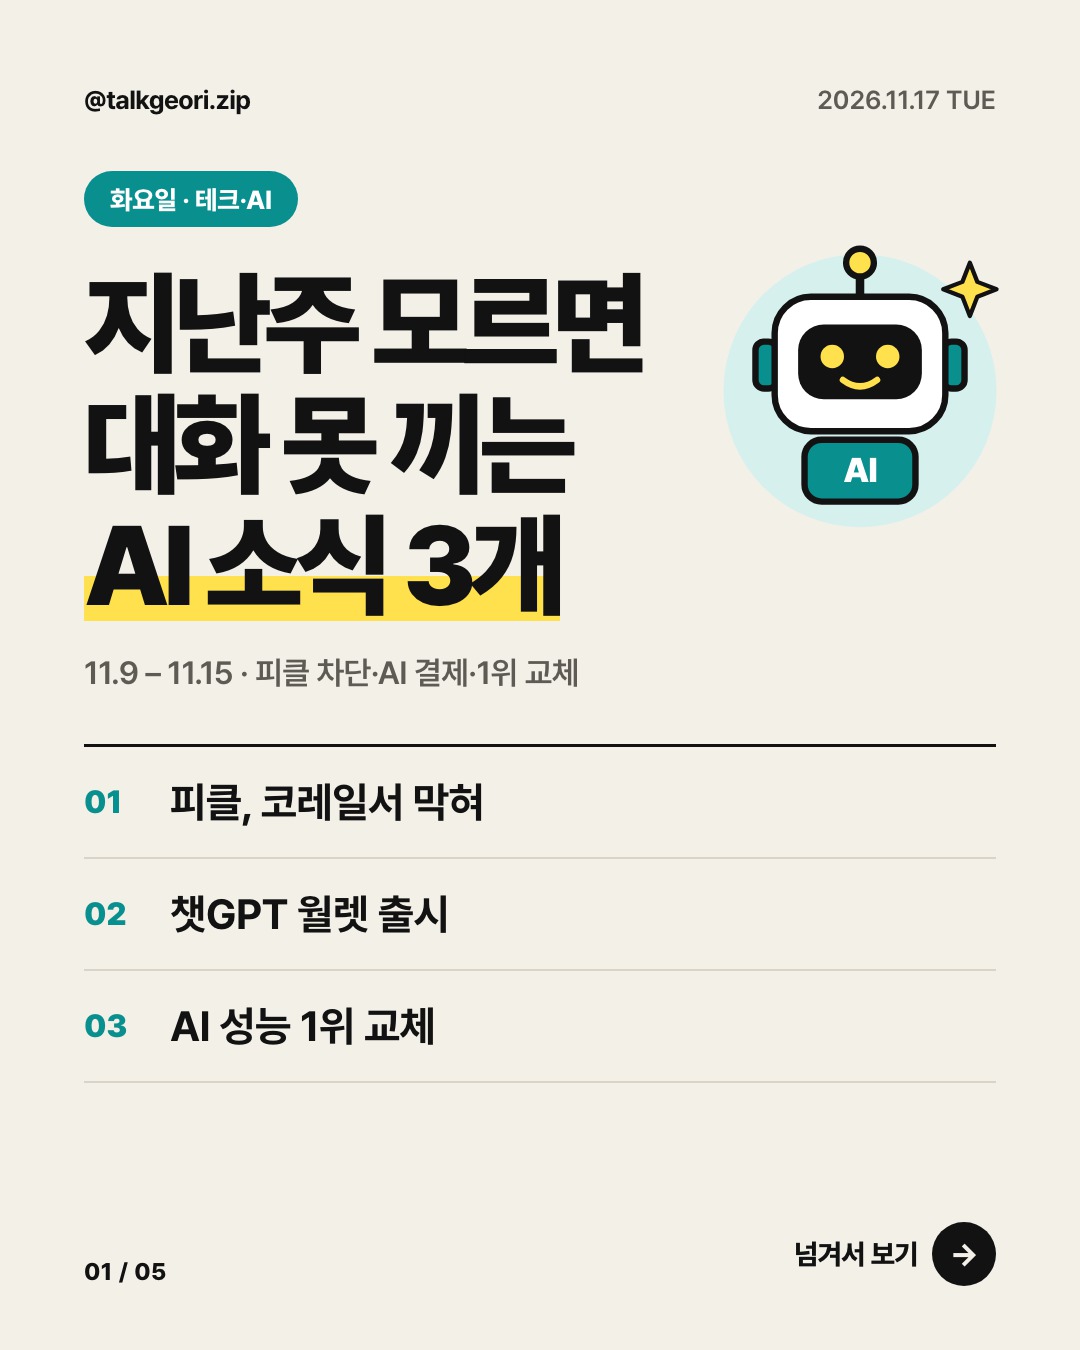 @talkgeori.zip
2026.11.17 TUE
화요일 · 테크·AI
지난주 모르면
대화 못 끼는
AI 소식 3개
AI
11.9 – 11.15 · 피클 차단·AI 결제·1위 교체
01 피클, 코레일서 막혀
02 챗GPT 월렛 출시
03 AI 성능 1위 교체
01 / 05
넘겨서 보기